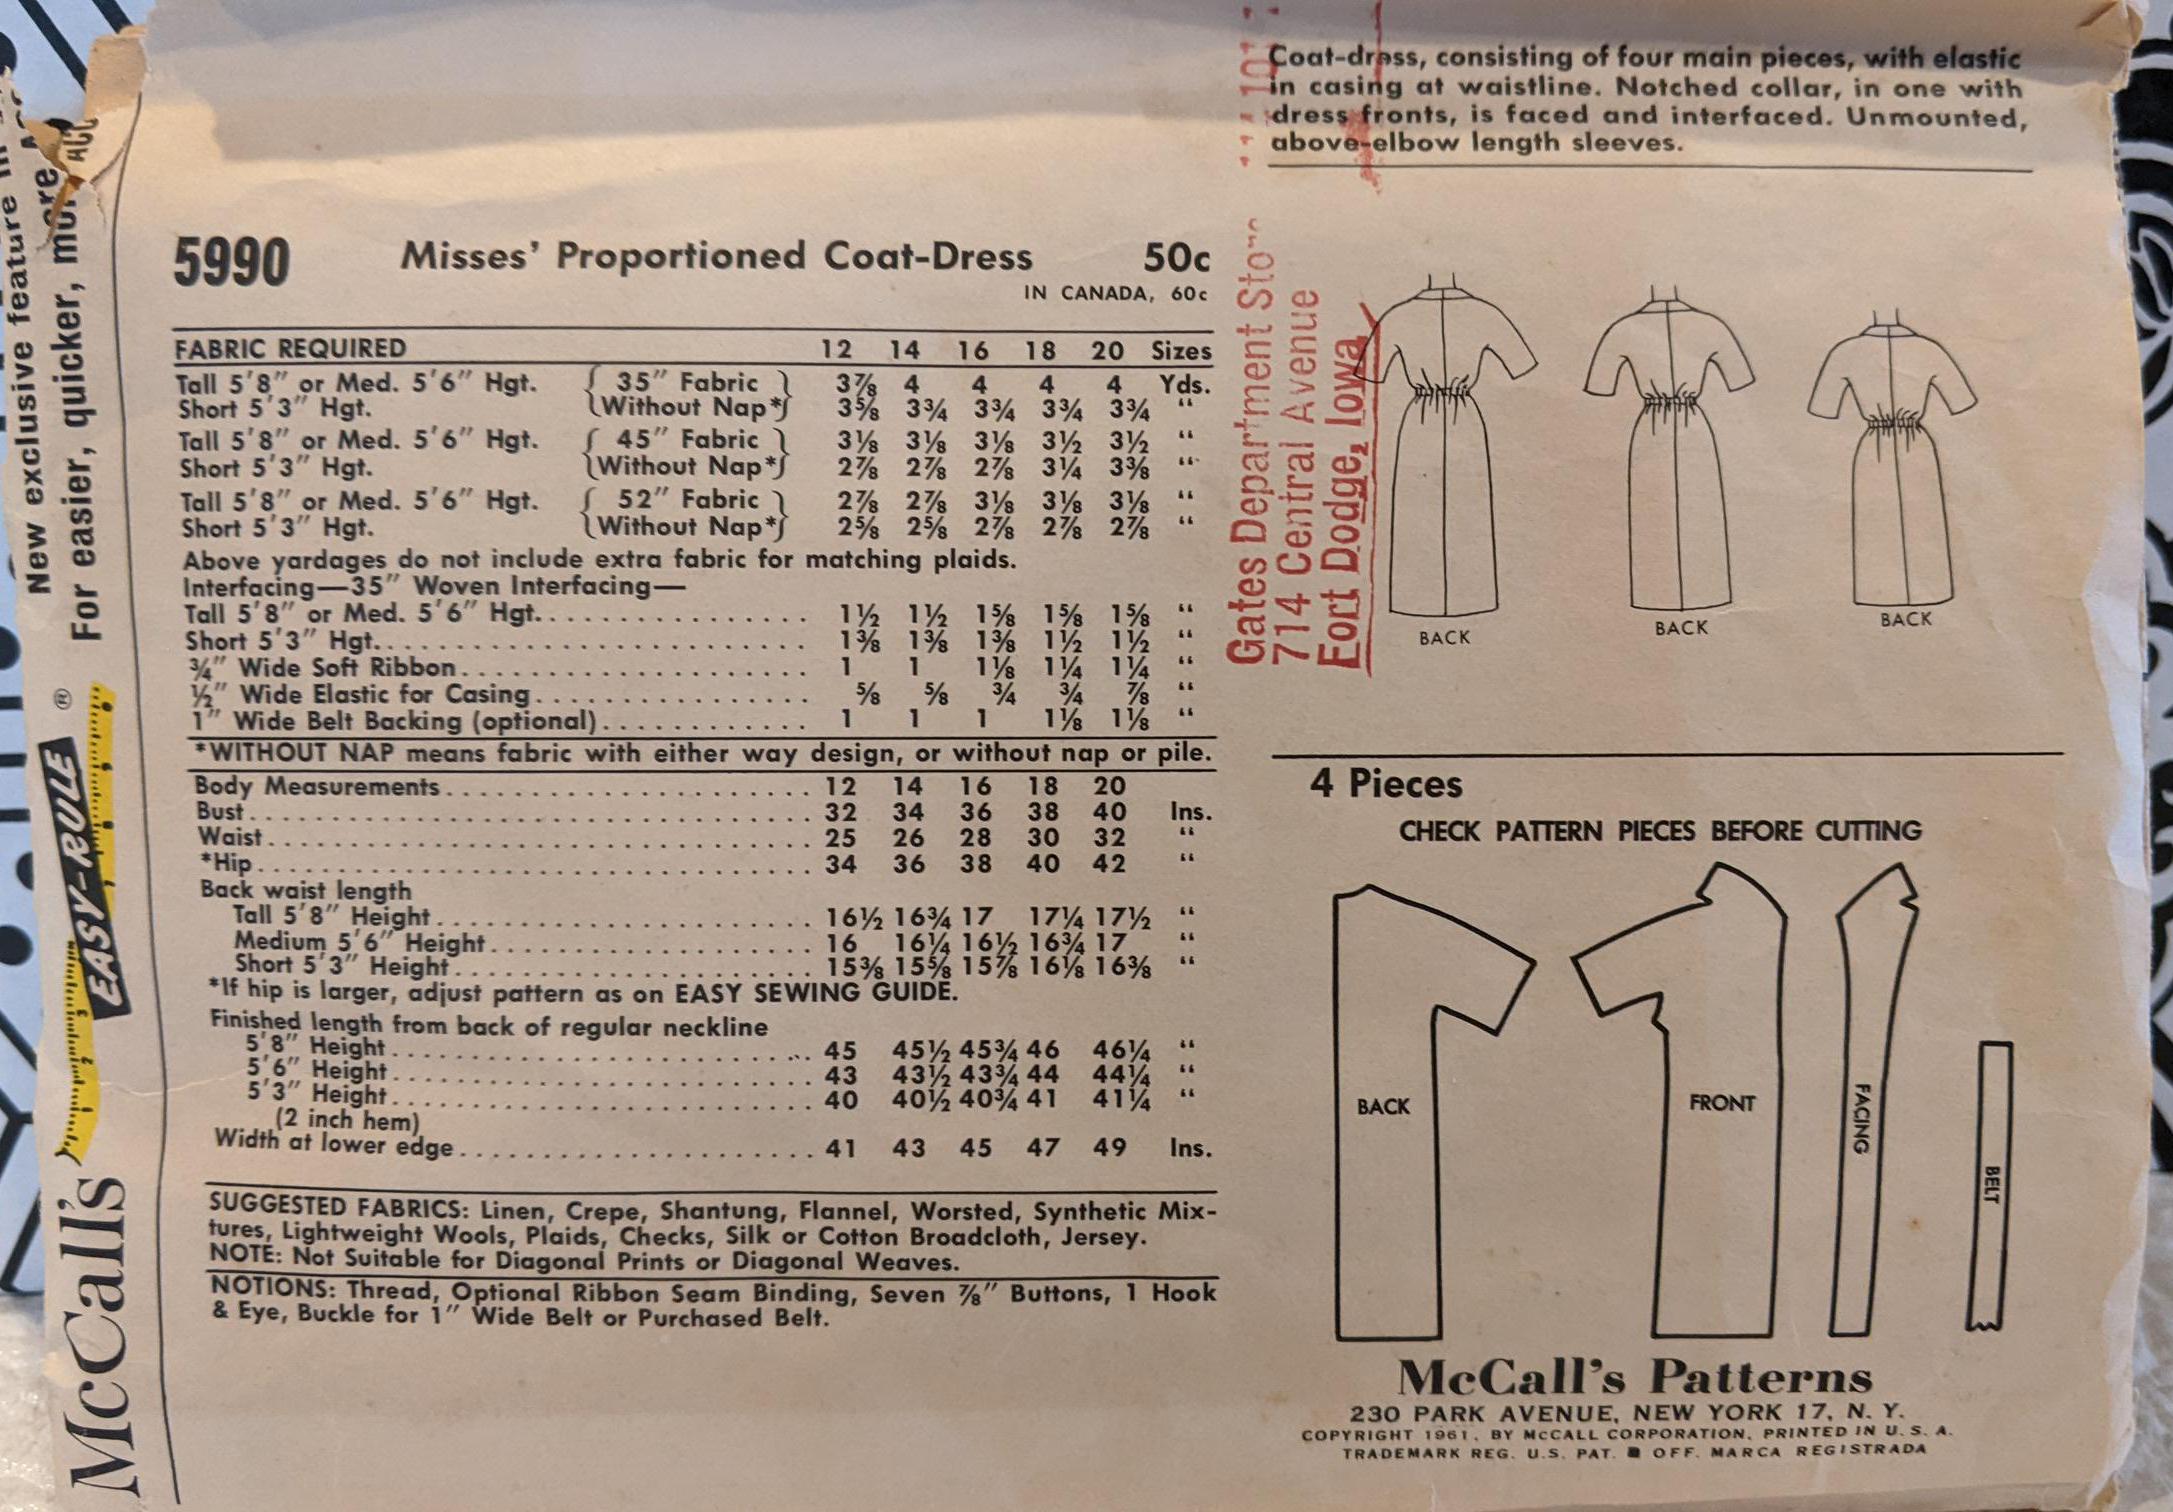 New exclusive feature in
For easier, quicker, more
EASY-RULE ®
McCall's
5990 Misses' Proportioned Coat-Dress 50c
IN CANADA, 60c
FABRIC REQUIRED 12 14 16 18 20 Sizes
Tall 5'8" or Med. 5'6" Hgt. { 35" Fabric } 3⅞ 4 4 4 4 Yds.
Short 5'3" Hgt. {Without Nap*} 3⅝ 3¾ 3¾ 3¾ 3¾ "
Tall 5'8" or Med. 5'6" Hgt. { 45" Fabric } 3⅛ 3⅛ 3⅛ 3½ 3½ "
Short 5'3" Hgt. {Without Nap*} 2⅞ 2⅞ 2⅞ 3¼ 3⅜ "
Tall 5'8" or Med. 5'6" Hgt. { 52" Fabric } 2⅞ 2⅞ 3⅛ 3⅛ 3⅛ "
Short 5'3" Hgt. {Without Nap*} 2⅝ 2⅝ 2⅞ 2⅞ 2⅞ "
Above yardages do not include extra fabric for matching plaids.
Interfacing—35" Woven Interfacing—
Tall 5'8" or Med. 5'6" Hgt. 1½ 1½ 1⅝ 1⅝ 1⅝ "
Short 5'3" Hgt. 1⅜ 1⅜ 1⅜ 1½ 1½ "
¾" Wide Soft Ribbon 1 1 1⅛ 1¼ 1¼ "
½" Wide Elastic for Casing ⅝ ⅝ ¾ ¾ ⅞ "
1" Wide Belt Backing (optional) 1 1 1 1⅛ 1⅛ "
*WITHOUT NAP means fabric with either way design, or without nap or pile.
Body Measurements 12 14 16 18 20
Bust 32 34 36 38 40 Ins.
Waist 25 26 28 30 32 "
*Hip 34 36 38 40 42 "
Back waist length
Tall 5'8" Height 16½ 16¾ 17 17¼ 17½ "
Medium 5'6" Height 16 16¼ 16½ 16¾ 17 "
Short 5'3" Height 15⅜ 15⅝ 15⅞ 16⅛ 16⅜ "
*If hip is larger, adjust pattern as on EASY SEWING GUIDE.
Finished length from back of regular neckline
5'8" Height 45 45½ 45¾ 46 46¼ "
5'6" Height 43 43½ 43¾ 44 44¼ "
5'3" Height 40 40½ 40¾ 41 41¼ "
(2 inch hem)
Width at lower edge 41 43 45 47 49 Ins.
SUGGESTED FABRICS: Linen, Crepe, Shantung, Flannel, Worsted, Synthetic Mix-
tures, Lightweight Wools, Plaids, Checks, Silk or Cotton Broadcloth, Jersey.
NOTE: Not Suitable for Diagonal Prints or Diagonal Weaves.
NOTIONS: Thread, Optional Ribbon Seam Binding, Seven ⅞" Buttons, 1 Hook
& Eye, Buckle for 1" Wide Belt or Purchased Belt.
Coat-dress, consisting of four main pieces, with elastic
in casing at waistline. Notched collar, in one with
dress fronts, is faced and interfaced. Unmounted,
above-elbow length sleeves.
Gates Department
714 Central Avenue
Fort Dodge, Iowa
BACK
BACK
BACK
4 Pieces
CHECK PATTERN PIECES BEFORE CUTTING
BACK
FRONT
FACING
BELT
McCall's Patterns
230 PARK AVENUE, NEW YORK 17, N. Y.
COPYRIGHT 1961, BY McCALL CORPORATION, PRINTED IN U. S. A.
TRADEMARK REG. U.S. PAT. OFF. MARCA REGISTRADA